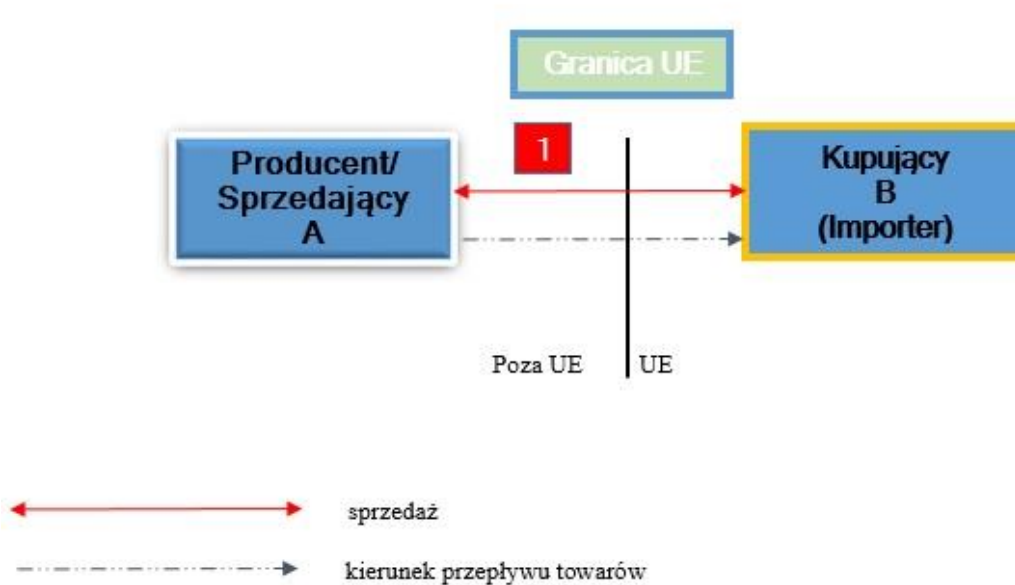 Granica UE
1
Producent/
Sprzedający
A
Kupujący
B
(Importer)
Poza UE
UE
sprzedaż
kierunek przepływu towarów